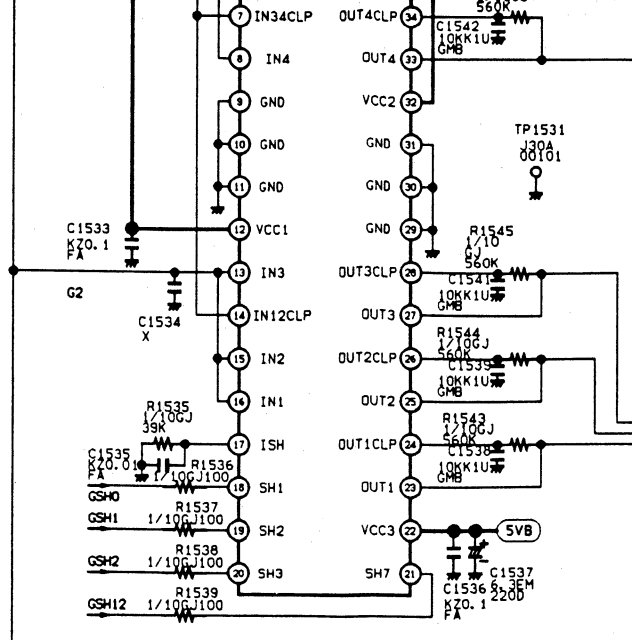 560K
7 IN34CLP OUT4CLP 34
C1542
10KK1U
GMB
8 IN4 OUT4 33
9 GND VCC2 32
10 GND GND 31
TP1531
J30A
00101
11 GND GND 30
C1533
KZ0.1
FA
12 VCC1 GND 29
R1545
1/10
GJ
560K
13 IN3 OUT3CLP 28
C1541
10KK1U
GMB
G2
C1534
X
14 IN12CLP OUT3 27
R1544
1/10GJ
560K
15 IN2 OUT2CLP 26
C1539
10KK1U
GMB
16 IN1 OUT2 25
R1535
1/10GJ
39K
R1543
1/10GJ
560K
17 ISH OUT1CLP 24
C1535
KZ0.01
FA
C1538
10KK1U
GMB
R1536
1/10GJ100
GSH0
18 SH1 OUT1 23
R1537
GSH1 1/10GJ100
19 SH2 VCC3 22 5VB
R1538
GSH2 1/10GJ100
20 SH3 SH7 21
C1536
KZ0.1
FA
+
-
C1537
6.3EM
220D
R1539
GSH12 1/10GJ100